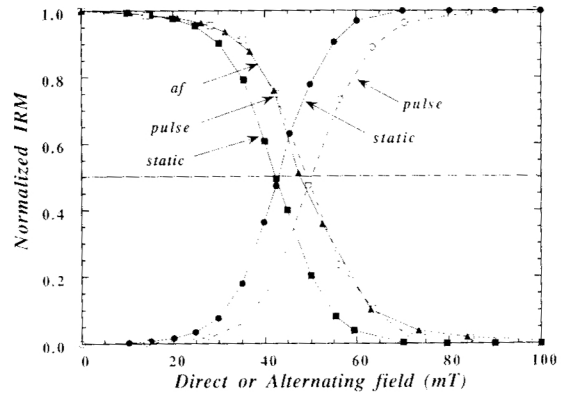 1.0
0.8
0.6
0.4
0.2
0.0
Normalized IRM
af
pulse
static
pulse
static
0
20
40
60
80
100
Direct or Alternating field (mT)